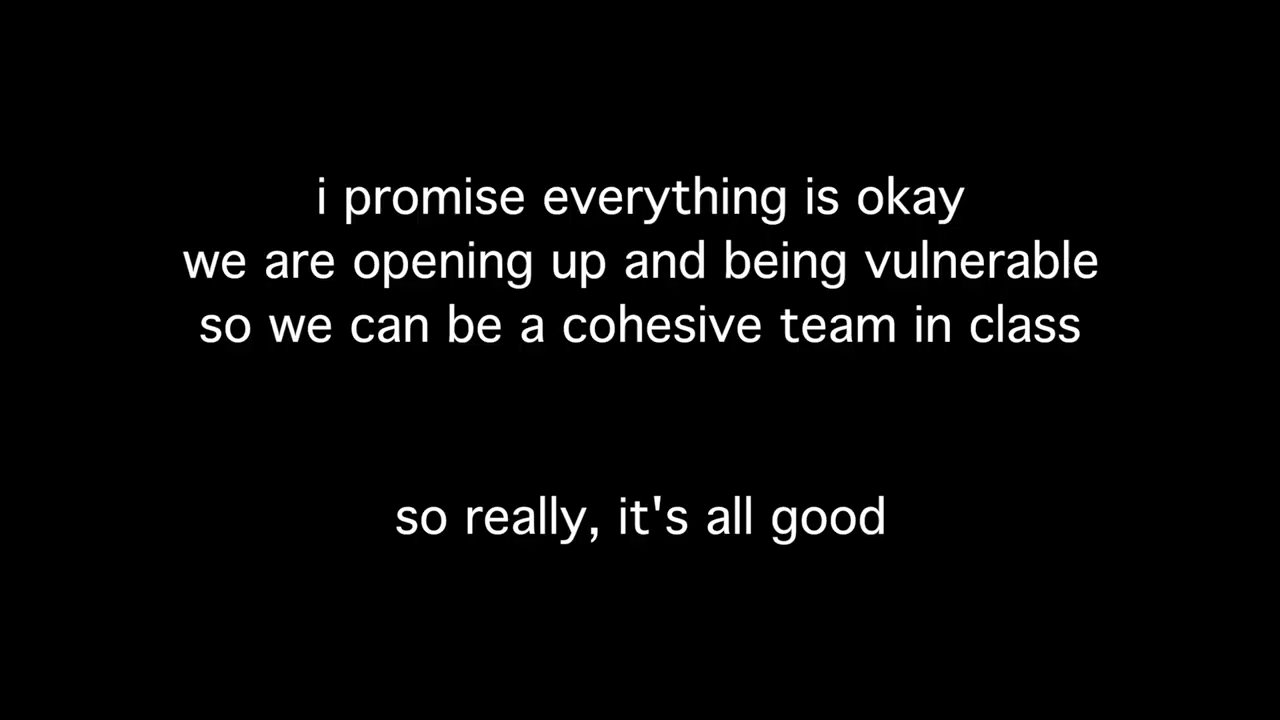 i promise everything is okay
we are opening up and being vulnerable
so we can be a cohesive team in class
so really, it's all good